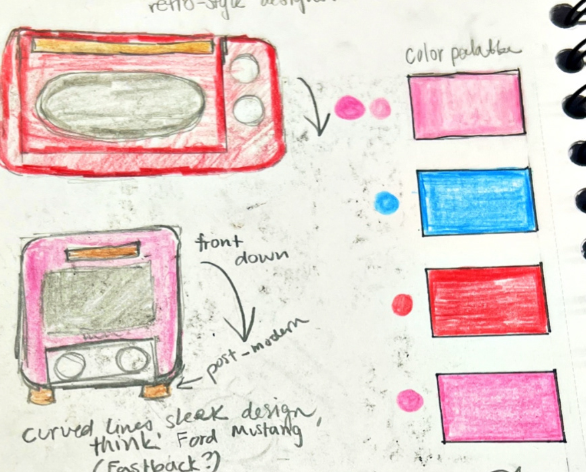 retro-style design
color palatte
front
down
post-modern
curved lines, sleek design,
think: Ford Mustang,
(Fastback?)